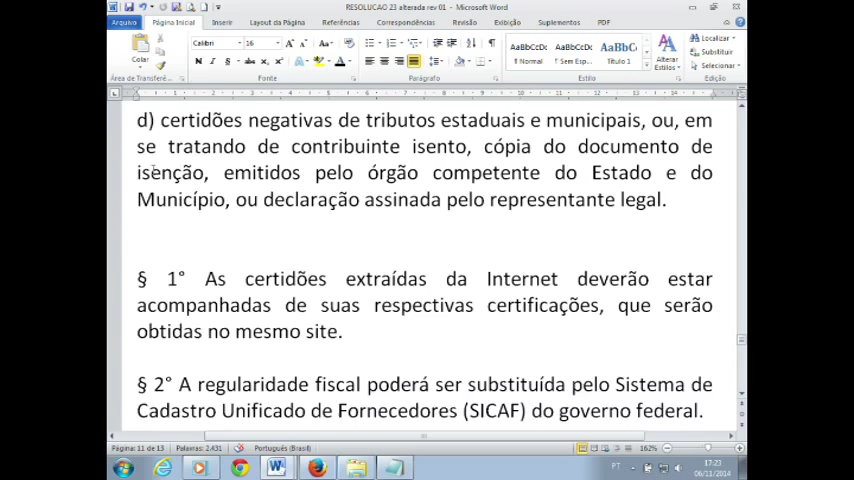 RESOLUCAO 23 alterada rev 01 - Microsoft Word
Arquivo Página Inicial Inserir Layout da Página Referências Correspondências Revisão Exibição Suplementos PDF
Calibri 16
Localizar
Substituir
Selecionar
Colar
N I S abc
AaBbCcDc AaBbCcDc AaBbC
¶ Normal ¶ Sem Esp... Título 1
Alterar Estilos
Área de Transferê... Fonte Parágrafo Estilo Edição
d) certidões negativas de tributos estaduais e municipais, ou, em
se tratando de contribuinte isento, cópia do documento de
isenção, emitidos pelo órgão competente do Estado e do
Município, ou declaração assinada pelo representante legal.
§ 1° As certidões extraídas da Internet deverão estar
acompanhadas de suas respectivas certificações, que serão
obtidas no mesmo site.
§ 2° A regularidade fiscal poderá ser substituída pelo Sistema de
Cadastro Unificado de Fornecedores (SICAF) do governo federal.
Página: 11 de 13 Palavras: 2.431 Português (Brasil) 162%
PT 17:23
06/11/2014